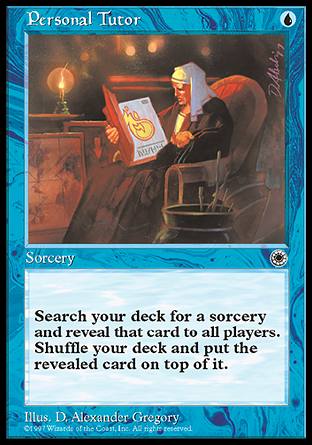 Personal Tutor
Sorcery
Search your deck for a sorcery
and reveal that card to all players.
Shuffle your deck and put the
revealed card on top of it.
Illus. D. Alexander Gregory
©1997 Wizards of the Coast, Inc. All rights reserved.